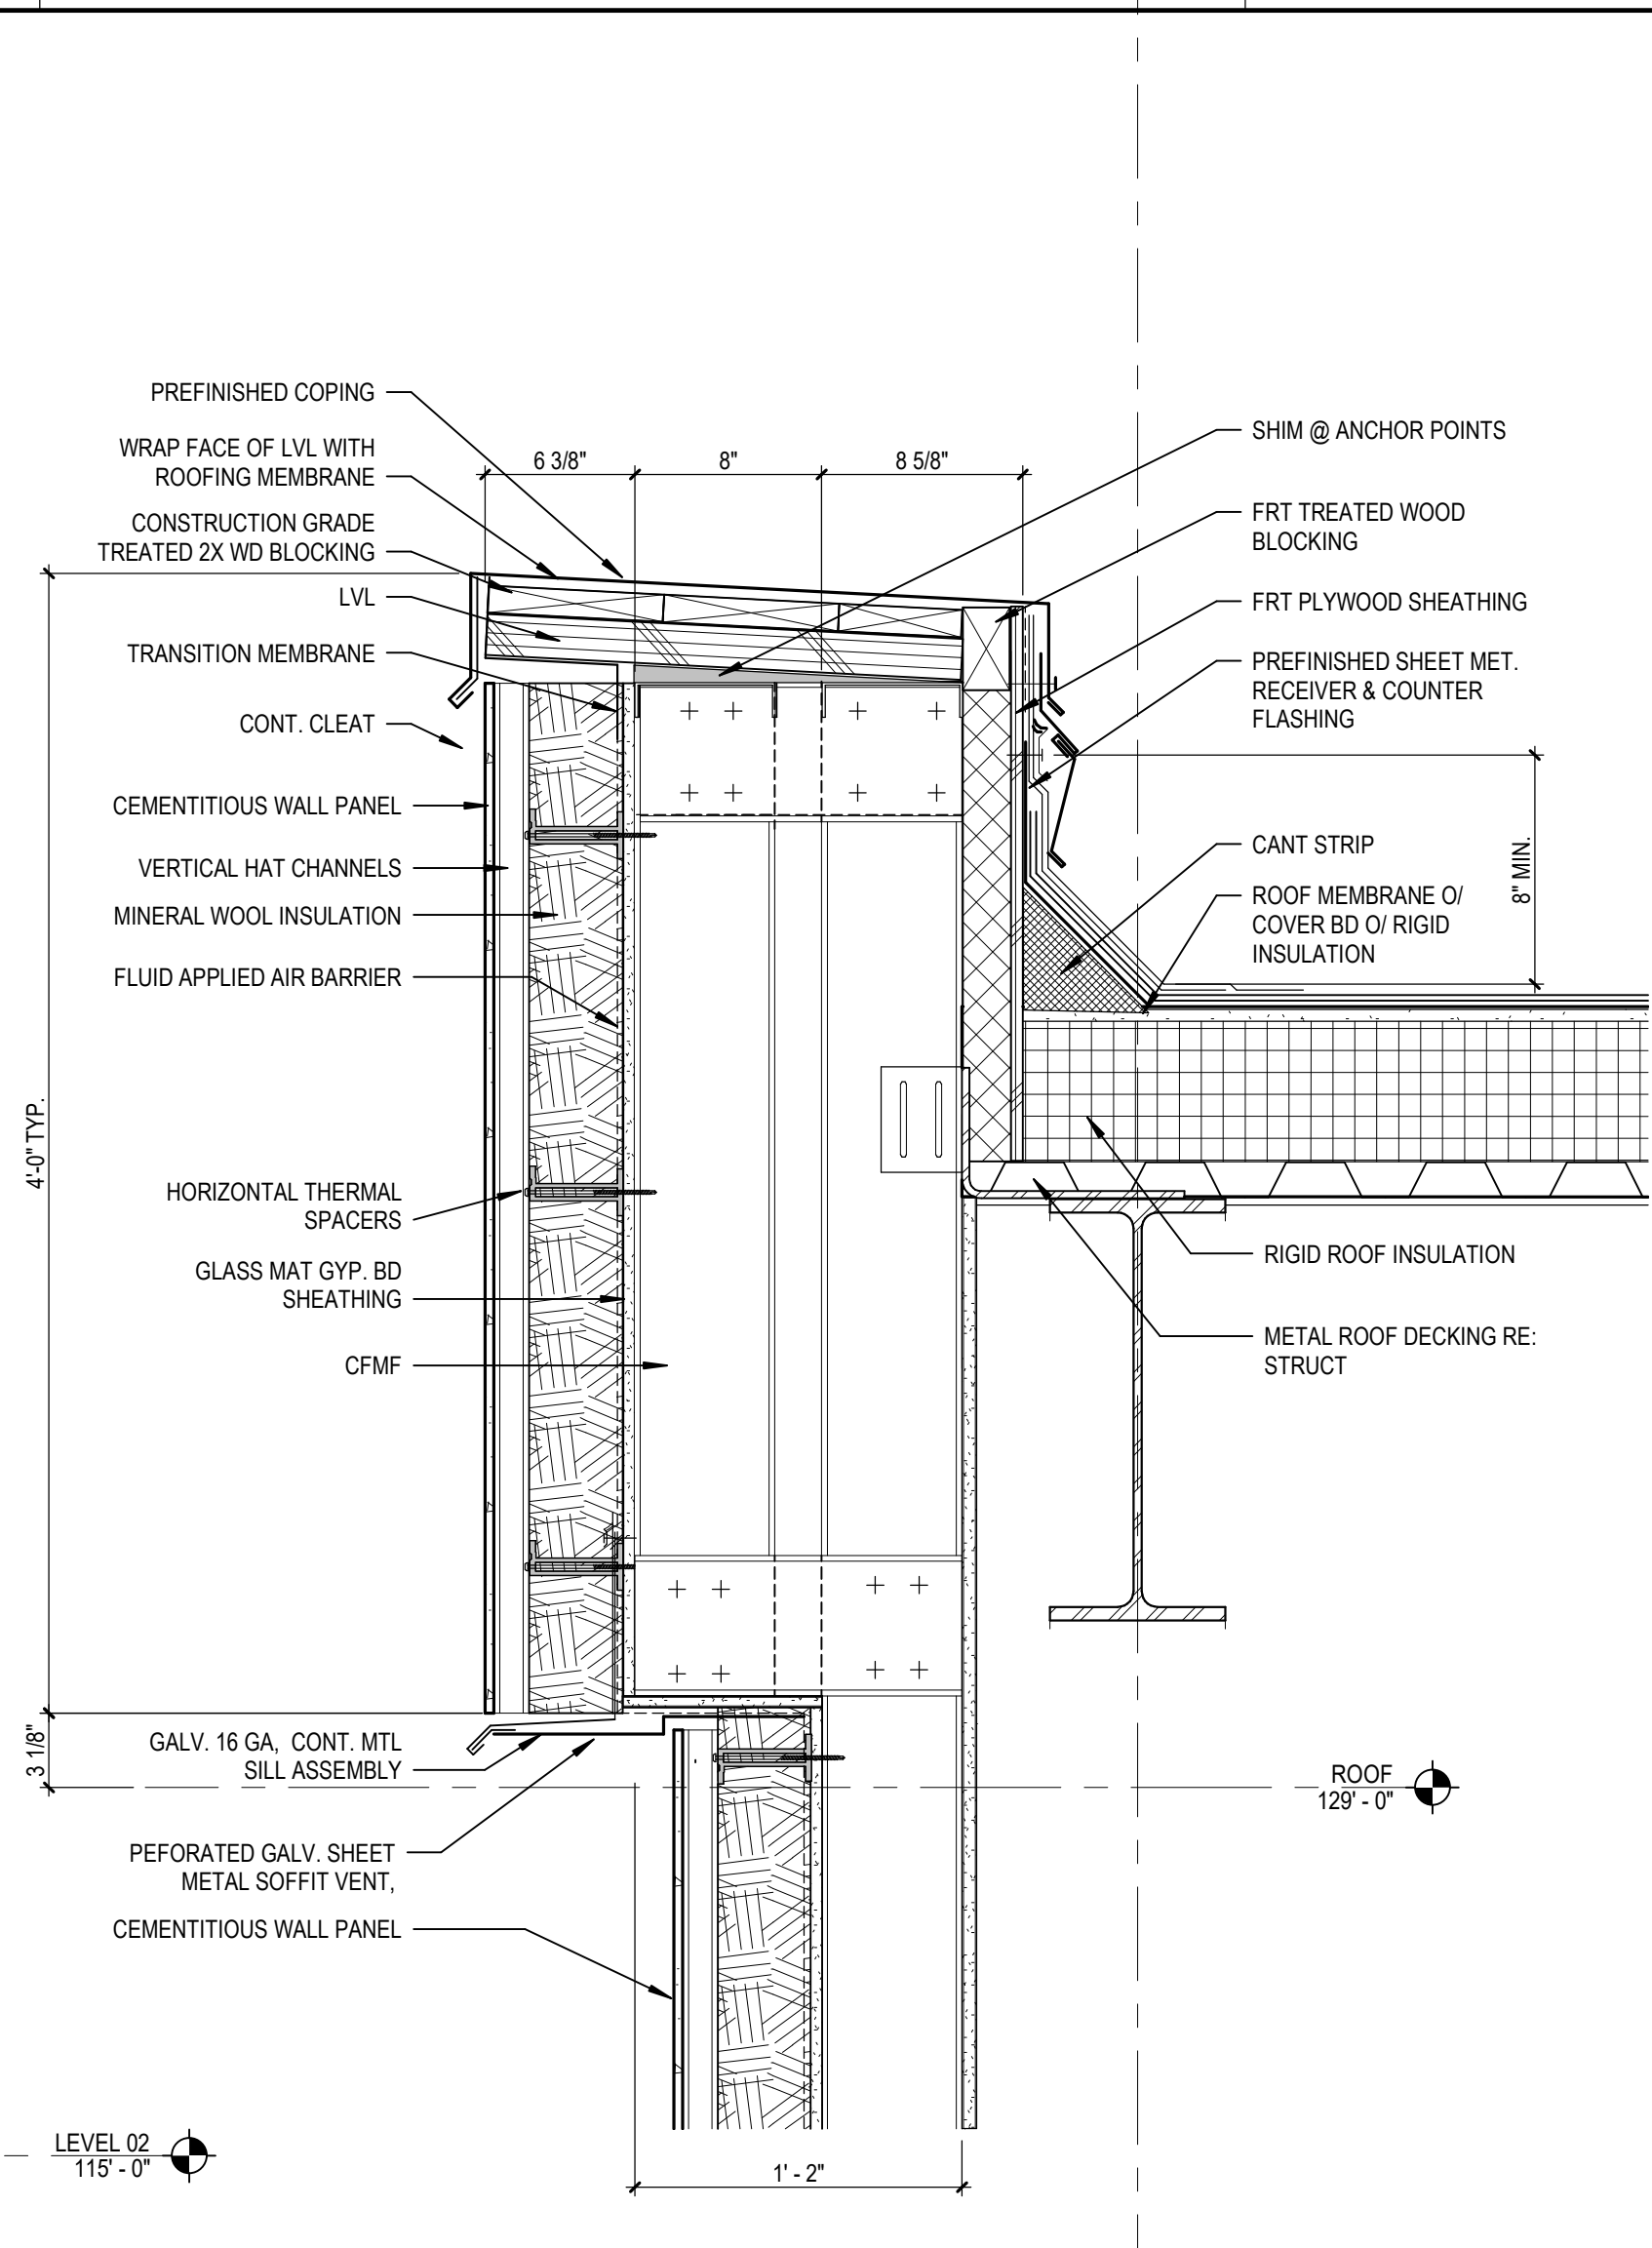 PREFINISHED COPING
WRAP FACE OF LVL WITH
ROOFING MEMBRANE
CONSTRUCTION GRADE
TREATED 2X WD BLOCKING
LVL
TRANSITION MEMBRANE
CONT. CLEAT
CEMENTITIOUS WALL PANEL
VERTICAL HAT CHANNELS
MINERAL WOOL INSULATION
FLUID APPLIED AIR BARRIER
4'-0" TYP.
HORIZONTAL THERMAL
SPACERS
GLASS MAT GYP. BD
SHEATHING
CFMF
3 1/8"
GALV. 16 GA, CONT. MTL
SILL ASSEMBLY
PEFORATED GALV. SHEET
METAL SOFFIT VENT,
CEMENTITIOUS WALL PANEL
LEVEL 02
115' - 0"
6 3/8"
8"
8 5/8"
1' - 2"
SHIM @ ANCHOR POINTS
FRT TREATED WOOD
BLOCKING
FRT PLYWOOD SHEATHING
PREFINISHED SHEET MET.
RECEIVER & COUNTER
FLASHING
CANT STRIP
8" MIN.
ROOF MEMBRANE O/
COVER BD O/ RIGID
INSULATION
RIGID ROOF INSULATION
METAL ROOF DECKING RE:
STRUCT
ROOF
129' - 0"